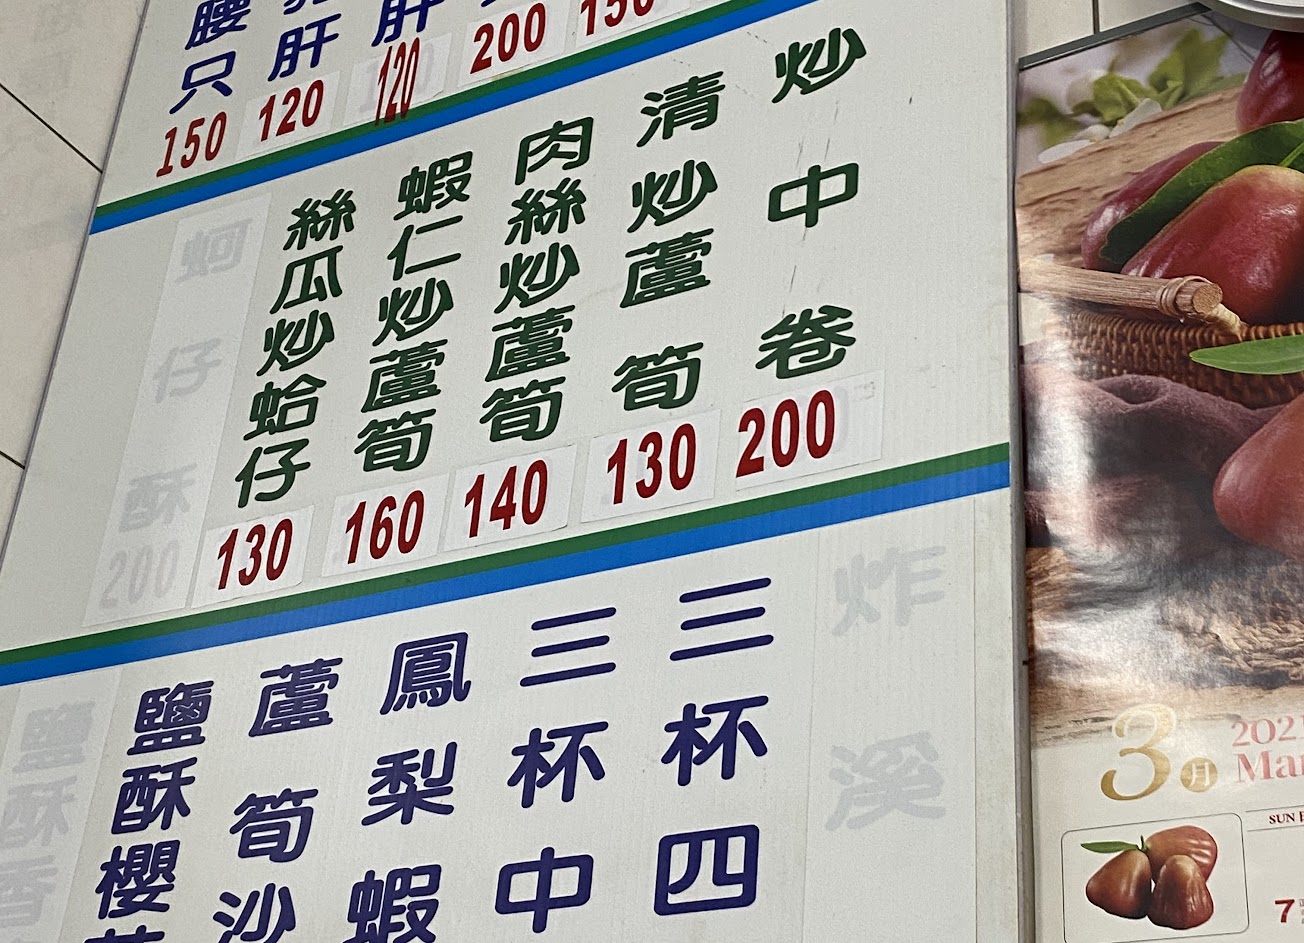 炒中卷
200
清炒蘆筍
130
肉絲炒蘆筍
140
蝦仁炒蘆筍
160
絲瓜炒蛤仔
130
蚵仔酥
200
150
200
肝
120
肝
120
腰只
150
炸溪
三杯四
三杯中
鳳梨蝦
蘆筍沙
鹽酥櫻
鹽酥香
3月
SUN
7